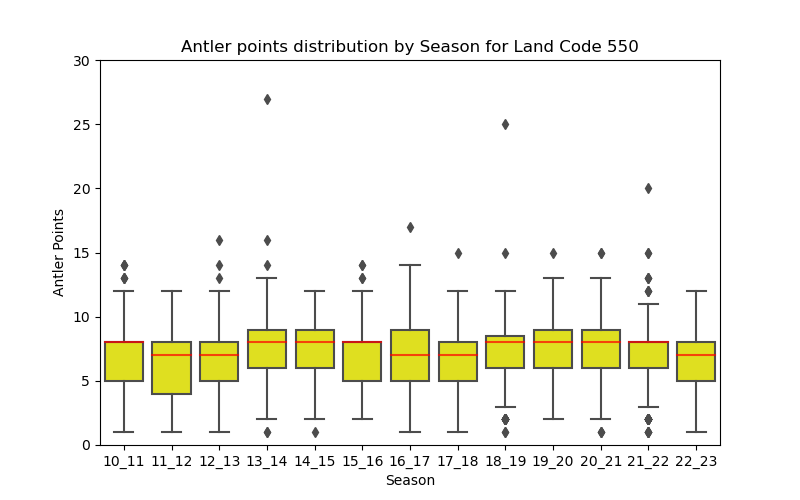 Antler points distribution by Season for Land Code 550
Antler Points
30
25
20
15
10
5
0
10_11 11_12 12_13 13_14 14_15 15_16 16_17 17_18 18_19 19_20 20_21 21_22 22_23
Season